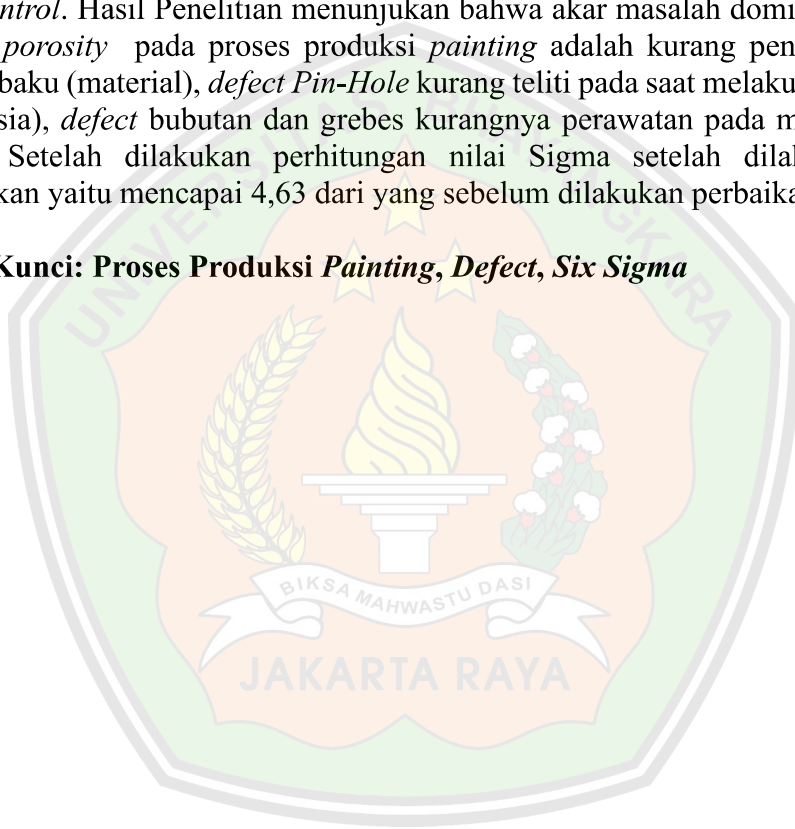 ntrol. Hasil Penelitian menunjukan bahwa akar masalah domi
porosity pada proses produksi painting adalah kurang pen
baku (material), defect Pin-Hole kurang teliti pada saat melaku
sia), defect bubutan dan grebes kurangnya perawatan pada m
Setelah dilakukan perhitungan nilai Sigma setelah dila
kan yaitu mencapai 4,63 dari yang sebelum dilakukan perbaika
Kunci: Proses Produksi Painting, Defect, Six Sigma
UNIVERSITAS BHAYANGKARA
BIKSA MAHWASTU DASI
JAKARTA RAYA